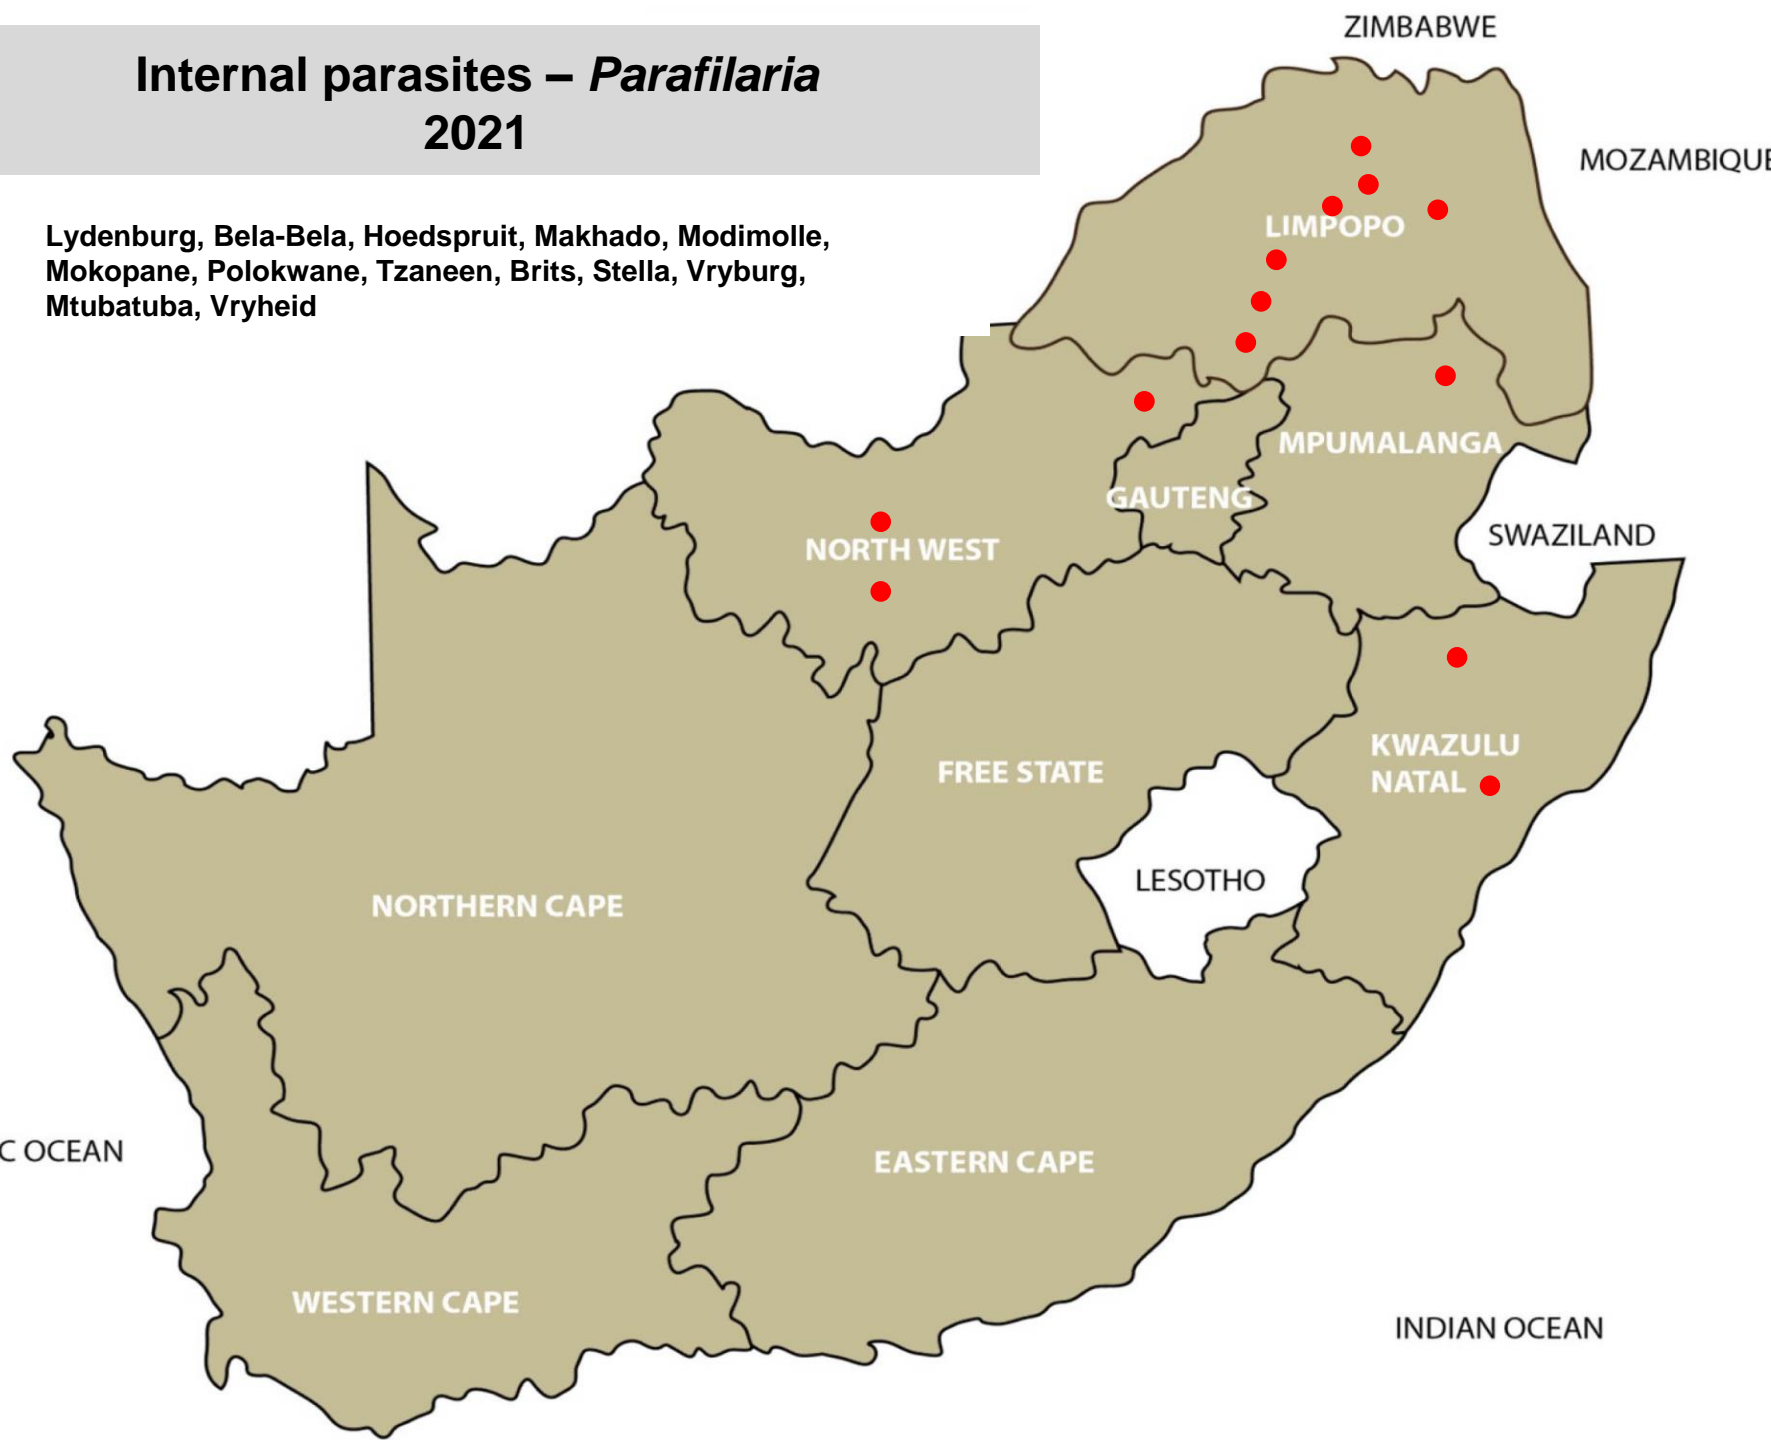 Internal parasites – Parafilaria
2021
Lydenburg, Bela-Bela, Hoedspruit, Makhado, Modimolle,
Mokopane, Polokwane, Tzaneen, Brits, Stella, Vryburg,
Mtubatuba, Vryheid
ZIMBABWE
MOZAMBIQUE
LIMPOPO
MPUMALANGA
GAUTENG
SWAZILAND
NORTH WEST
KWAZULU
NATAL
FREE STATE
LESOTHO
NORTHERN CAPE
C OCEAN
EASTERN CAPE
WESTERN CAPE
INDIAN OCEAN